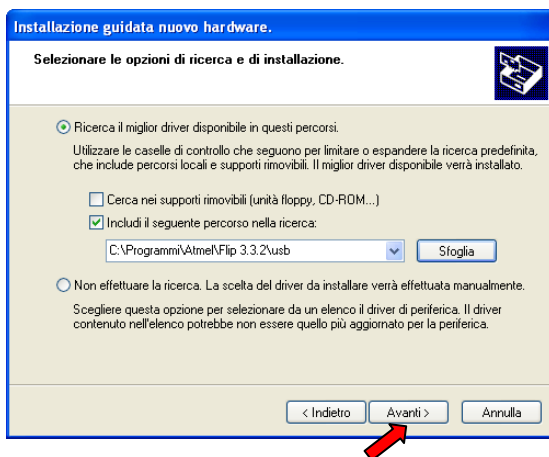 Installazione guidata nuovo hardware.
Selezionare le opzioni di ricerca e di installazione.
Ricerca il miglior driver disponibile in questi percorsi.
Utilizzare le caselle di controllo che seguono per limitare o espandere la ricerca predefinita,
che include percorsi locali e supporti rimovibili. Il miglior driver disponibile verrà installato.
Cerca nei supporti rimovibili (unità floppy, CD-ROM...)
Includi il seguente percorso nella ricerca:
C:\Programmi\Atmel\Flip 3.3.2\usb
Sfoglia
Non effettuare la ricerca. La scelta del driver da installare verrà effettuata manualmente.
Scegliere questa opzione per selezionare da un elenco il driver di periferica. Il driver
contenuto nell'elenco potrebbe non essere quello più aggiornato per la periferica.
< Indietro Avanti > Annulla